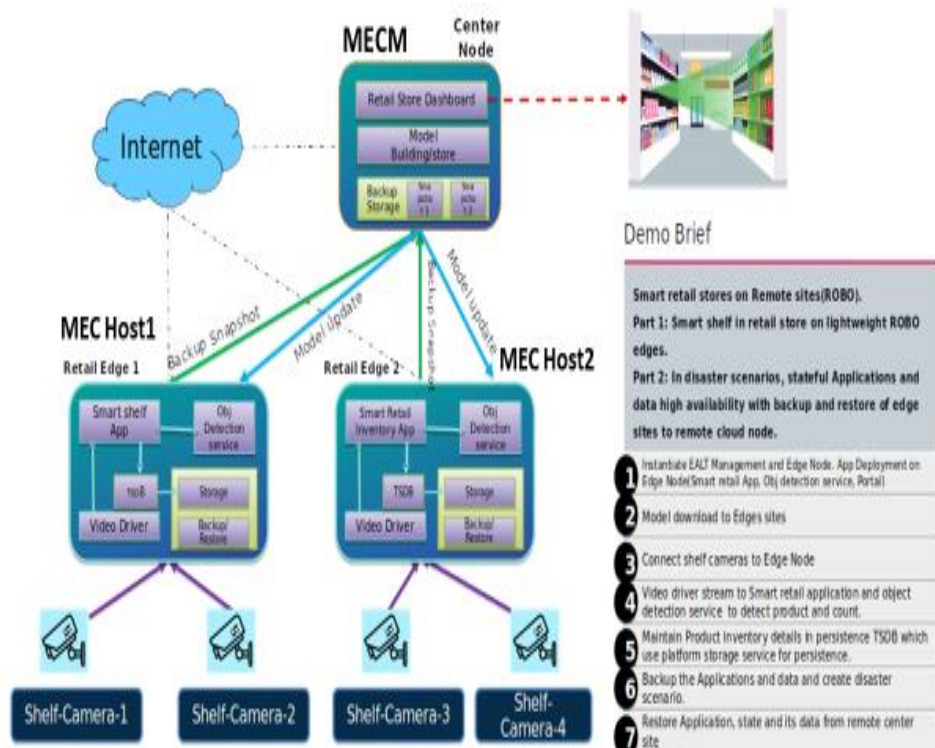 MECM
Center
Node
Retail Store Dashboard
Model
Building/store
Backup
Storage
Internet
Backup Snapshot
Model update
Backup Snapshot
Model update
MEC Host1
Retail Edge 1
Retail Edge 2
MEC Host2
Smart shelf
App
Obj
Detection
service
TSDB
Storage
Video Driver
Backup/
Restore
Smart Retail
Inventory App
Obj
Detection
service
TSDB
Storage
Video Driver
Backup/
Restore
Shelf-Camera-1
Shelf-Camera-2
Shelf-Camera-3
Shelf-
Camera-4
Demo Brief
Smart retail stores on Remote sites(ROBO).
Part 1: Smart shelf in retail store on lightweight ROBO
edges.
Part 2: In disaster scenarios, stateful Applications and
data high availability with backup and restore of edge
sites to remote cloud node.
1 Instantiate EALT Management and Edge Node. App Deployment on
Edge Node(Smart retail App, Obj detection service, Portal)
2 Model download to Edges sites
3 Connect shelf cameras to Edge Node
4 Video driver stream to Smart retail application and object
detection service to detect product and count.
5 Maintain Product Inventory details in persistence TSDB which
use platform storage service for persistence.
6 Backup the Applications and data and create disaster
scenario.
7 Restore Application, state and its data from remote center
site